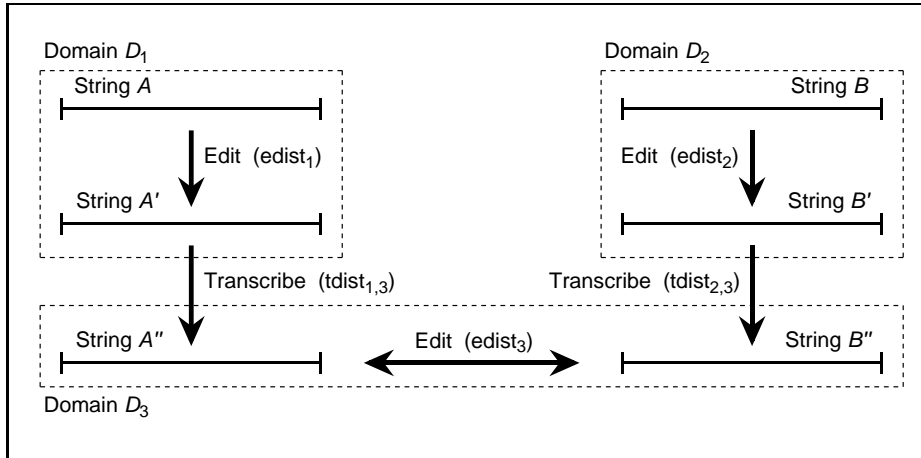 Domain D₁
Domain D₂
String A
String B
Edit (edist₁)
Edit (edist₂)
String A'
String B'
Transcribe (tdist₁,₃)
Transcribe (tdist₂,₃)
String A''
Edit (edist₃)
String B''
Domain D₃